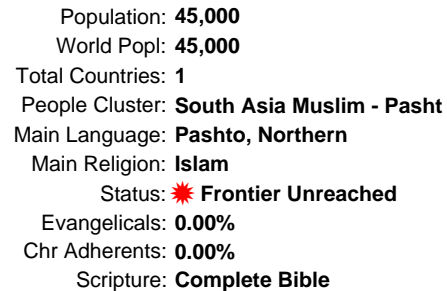 Population: 45,000
World Popl: 45,000
Total Countries: 1
People Cluster: South Asia Muslim - Pasht
Main Language: Pashto, Northern
Main Religion: Islam
Status: Frontier Unreached
Evangelicals: 0.00%
Chr Adherents: 0.00%
Scripture: Complete Bible